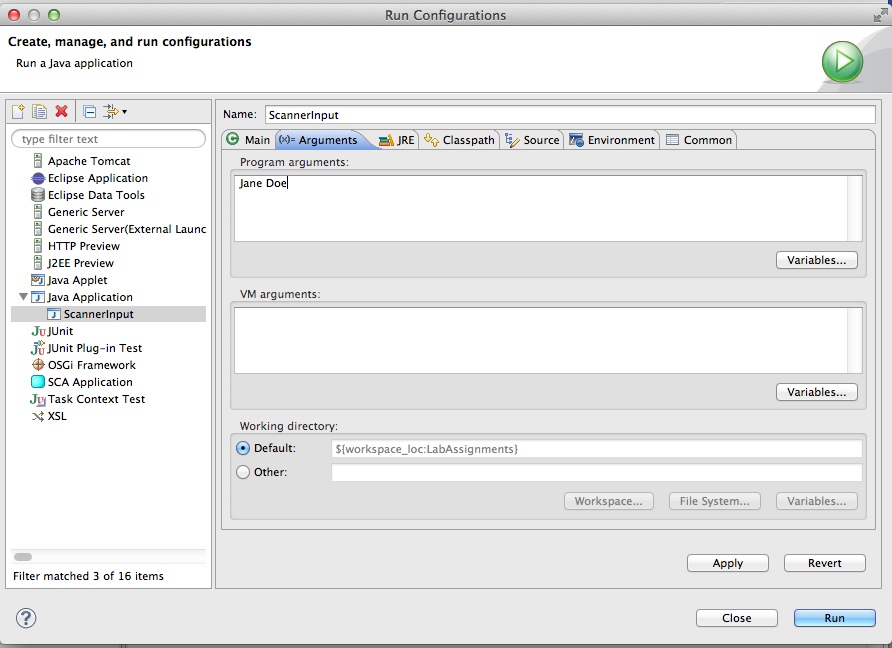 Run Configurations
Create, manage, and run configurations
Run a Java application
type filter text
Apache Tomcat
Eclipse Application
Eclipse Data Tools
Generic Server
Generic Server(External Launc
HTTP Preview
J2EE Preview
Java Applet
Java Application
ScannerInput
JUnit
JUnit Plug-in Test
OSGi Framework
SCA Application
Task Context Test
XSL
Filter matched 3 of 16 items
Name: ScannerInput
Main (x)= Arguments JRE Classpath Source Environment Common
Program arguments:
Jane Doe
Variables...
VM arguments:
Variables...
Working directory:
Default: ${workspace_loc:LabAssignments}
Other:
Workspace... File System... Variables...
Apply Revert
? Close Run